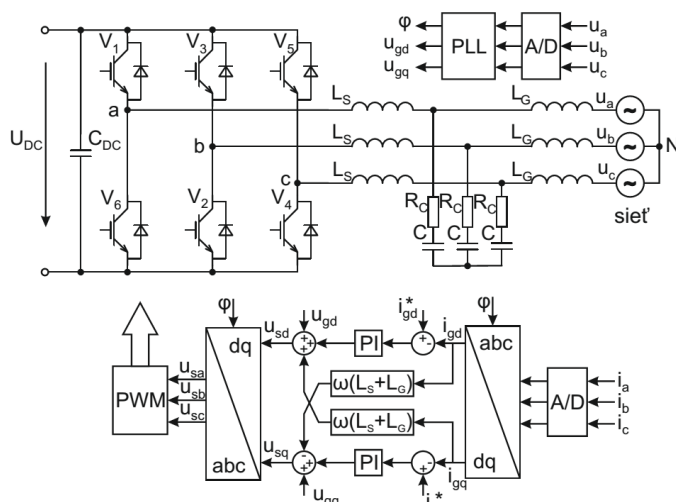 V₁ V₃ V₅
φ u_gd u_gq PLL A/D u_a u_b u_c
U_DC C_DC
a L_S L_G u_a
b L_S L_G u_b N
c L_S L_G u_c
sieť
V₆ V₂ V₄
R_C R_C R_C
C C C
φ u_gd i*_gd φ
u_sd dq + + + PI + - i_gd abc
PWM u_sa u_sb u_sc
ω(L_S+L_G)
ω(L_S+L_G)
A/D i_a i_b i_c
abc u_sq - + + PI + - i_gq dq